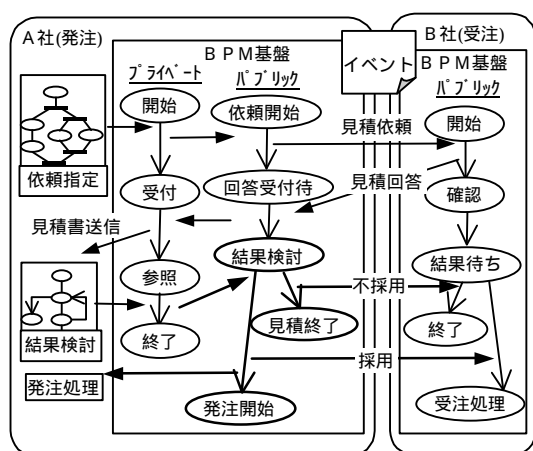 A社(発注)
BPM基盤
ﾌﾟﾗｲﾍﾞｰﾄ
ﾊﾟﾌﾞﾘｯｸ
イベント
B社(受注)
BPM基盤
ﾊﾟﾌﾞﾘｯｸ
開始
依頼開始
見積依頼
開始
依頼指定
受付
回答受付待
見積回答
確認
見積書送信
参照
結果検討
結果待ち
不採用
結果検討
終了
見積終了
終了
発注処理
採用
発注開始
受注処理